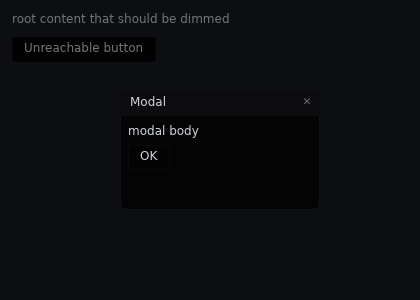 root content that should be dimmed
Unreachable button
Modal ×
modal body
OK